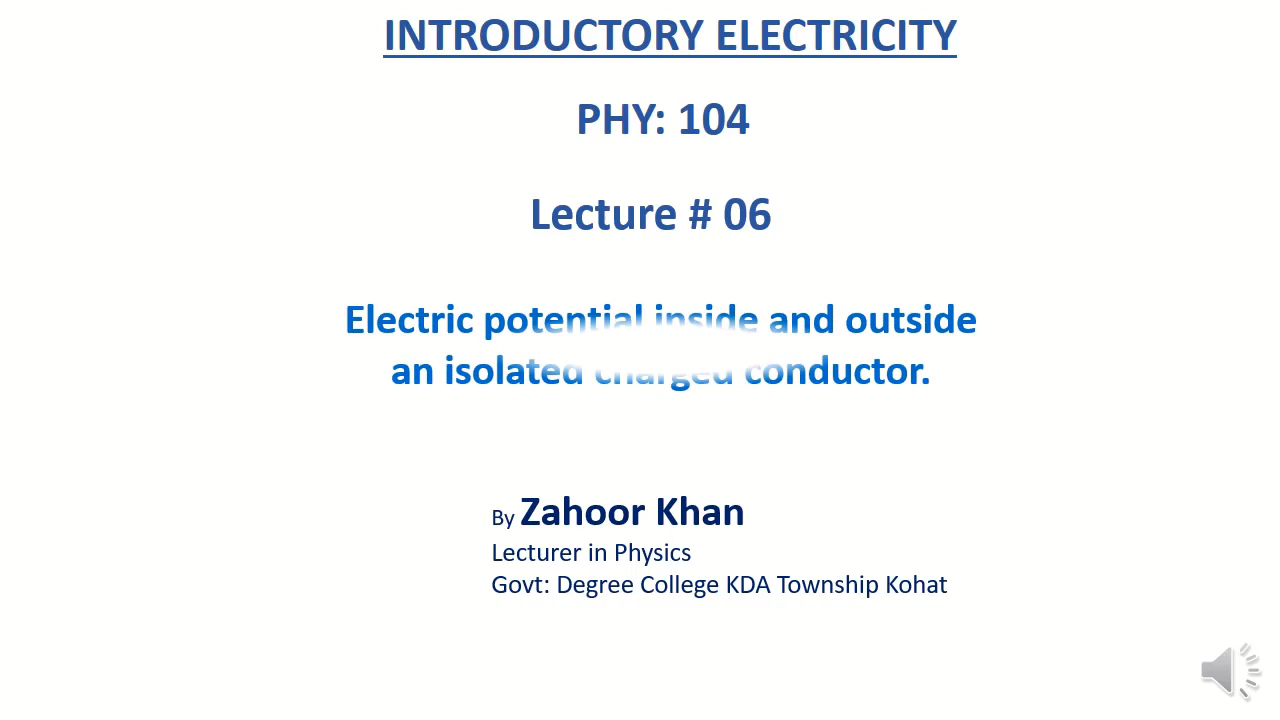 INTRODUCTORY ELECTRICITY
PHY: 104
Lecture # 06
Electric potential inside and outside
an isolated charged conductor.
By Zahoor Khan
Lecturer in Physics
Govt: Degree College KDA Township Kohat